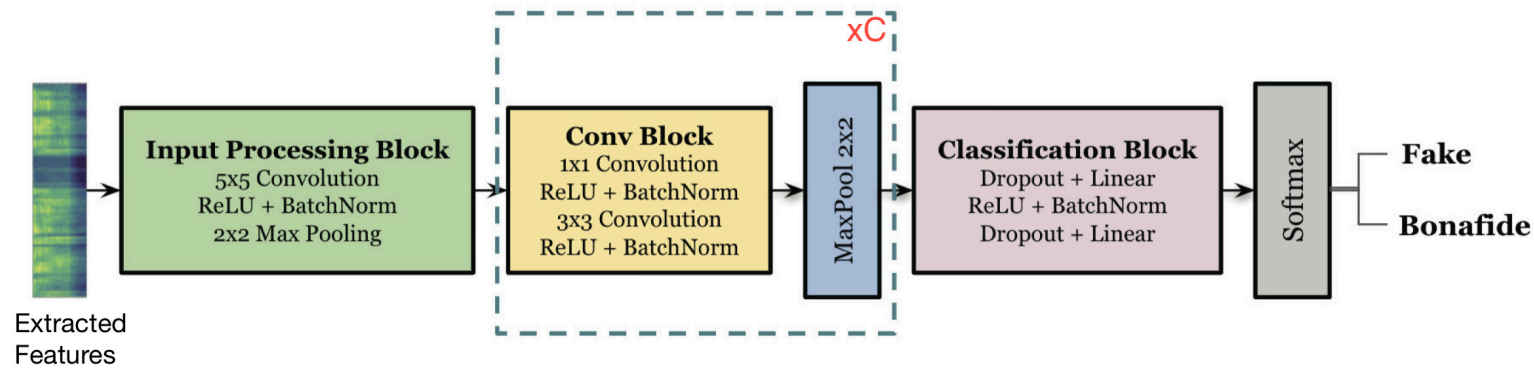 xC
Input Processing Block
5x5 Convolution
ReLU + BatchNorm
2x2 Max Pooling
Conv Block
1x1 Convolution
ReLU + BatchNorm
3x3 Convolution
ReLU + BatchNorm
MaxPool 2x2
Classification Block
Dropout + Linear
ReLU + BatchNorm
Dropout + Linear
Softmax
Fake
Bonafide
Extracted
Features